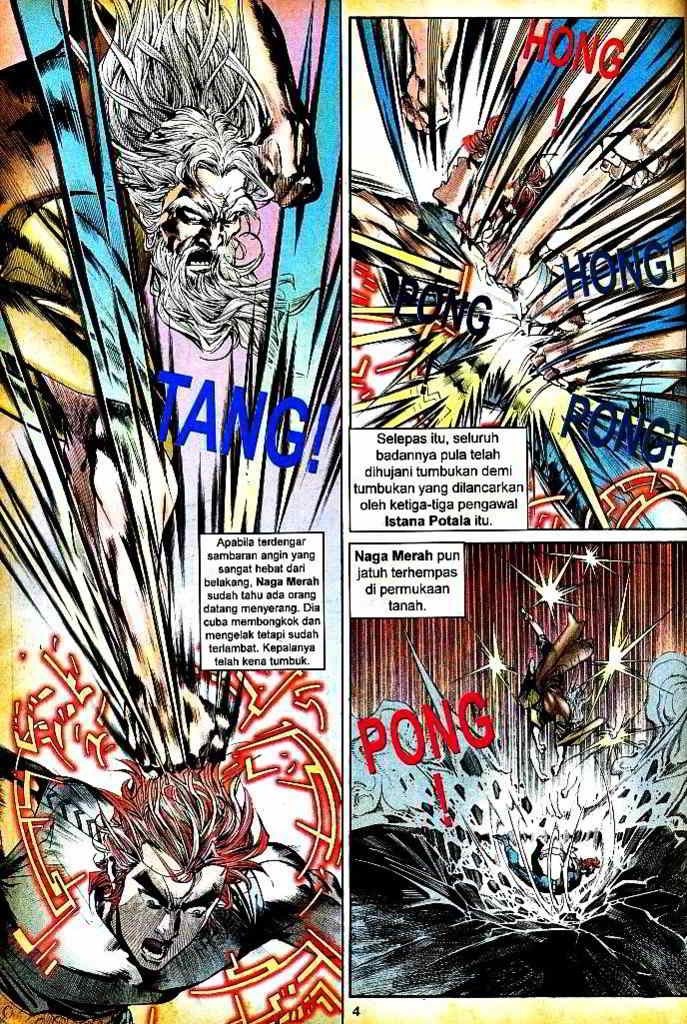 TANG!
Apabila terdengar
sambaran angin yang
sangat hebat dari
belakang, Naga Merah
sudah tahu ada orang
datang menyerang. Dia
cuba membongkok dan
mengelak tetapi sudah
terlambat. Kepalanya
telah kena tumbuk.
HONG
!
HONG!
PONG
PONG!
Selepas itu, seluruh
badannya pula telah
dihujani tumbukan demi
tumbukan yang dilancarkan
oleh ketiga-tiga pengawal
Istana Potala itu.
Naga Merah pun
jatuh terhempas
di permukaan
tanah.
PONG
!
4